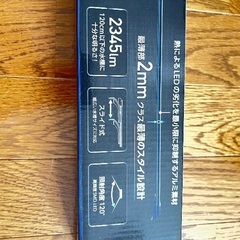 熱によるLEDの劣化を最小限に抑制するアルミ素材
最薄部2mmクラス最薄のスタイル設計
2345lm
120cm以下の水槽に
十分な明るさ!
スライド式
照射角度120°